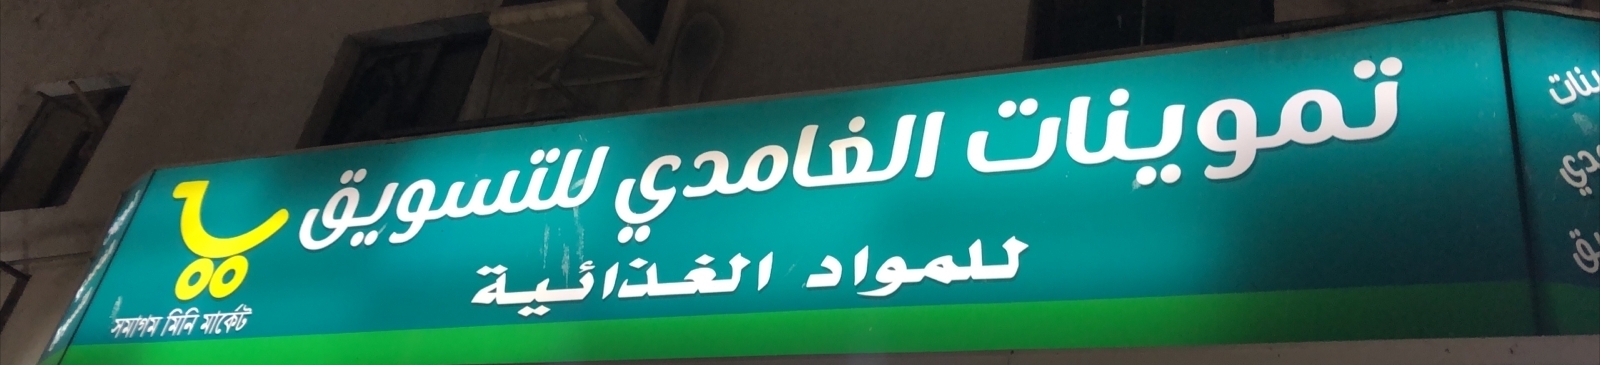 تموينات الغامدي للتسويق
للمواد الغذائية
সমাগম মিনি মার্কেট